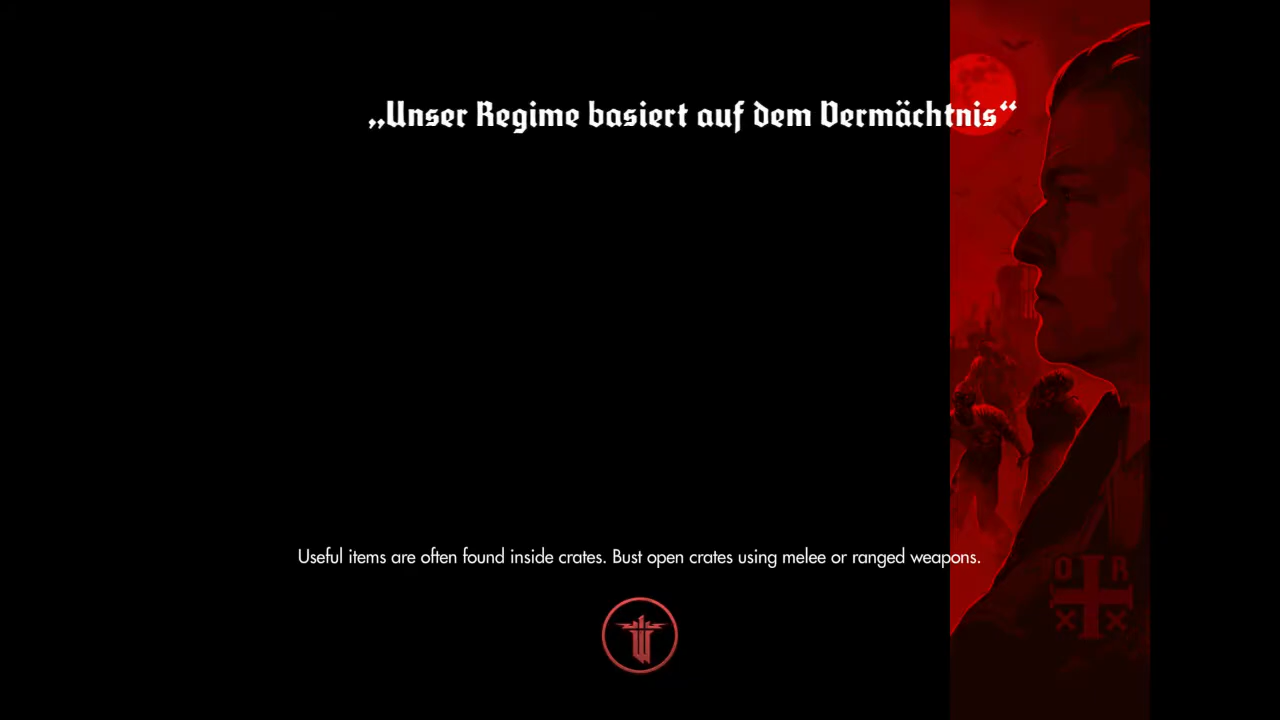 „Unser Regime basiert auf dem Vermächtnis“
Useful items are often found inside crates. Bust open crates using melee or ranged weapons.
O R
X X